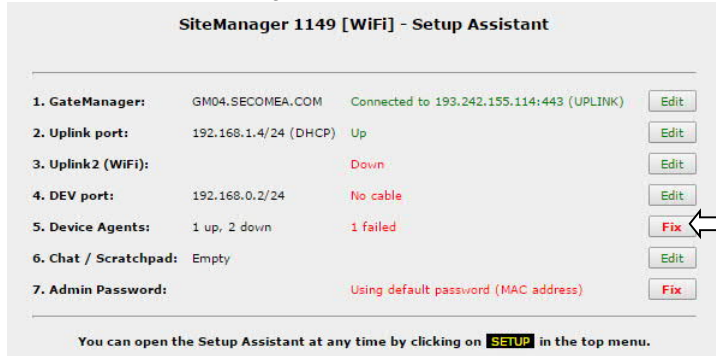 SiteManager 1149 [WiFi] - Setup Assistant
1. GateManager: GM04.SECOMEA.COM Connected to 193.242.155.114:443 (UPLINK) Edit
2. Uplink port: 192.168.1.4/24 (DHCP) Up Edit
3. Uplink2 (WiFi): Down Edit
4. DEV port: 192.168.0.2/24 No cable Edit
5. Device Agents: 1 up, 2 down 1 failed Fix
6. Chat / Scratchpad: Empty Edit
7. Admin Password: Using default password (MAC address) Fix
You can open the Setup Assistant at any time by clicking on SETUP in the top menu.